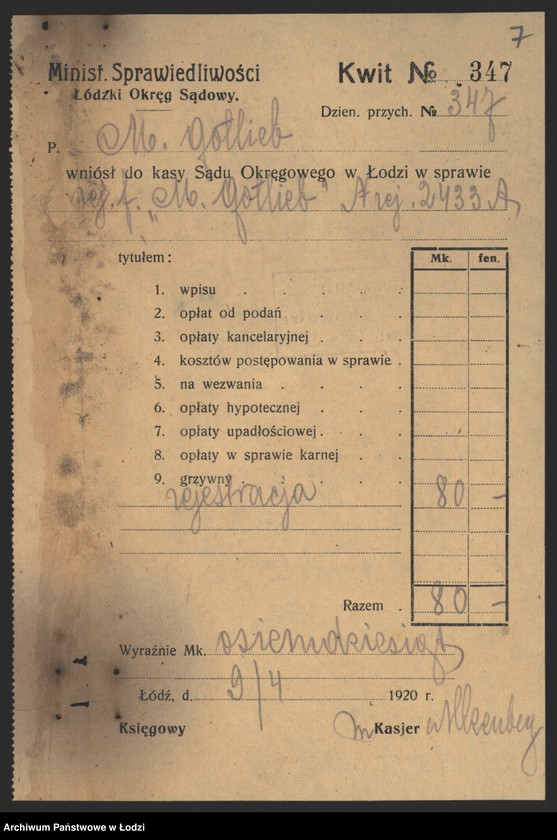 7
Minist. Sprawiedliwości
Łódzki Okręg Sądowy.
Kwit № 347
Dzien. przych. № 347
P. M. Gotlieb
wniósł do kasy Sądu Okręgowego w Łodzi w sprawie
rej. f. "M. Gotlieb" A rej. 2433 A
tytułem: Mk. fen.
1. wpisu
2. opłat od podań
3. opłaty kancelaryjnej
4. kosztów postępowania w sprawie
5. na wezwania
6. opłaty hypotecznej
7. opłaty upadłościowej
8. opłaty w sprawie karnej
9. grzywny
rejestracja 80 -
Razem 80 -
Wyraźnie Mk. osiemdziesiąt
Łódź, d. 9/4 1920 r.
Księgowy Kasjer
Archiwum Państwowe w Łodzi